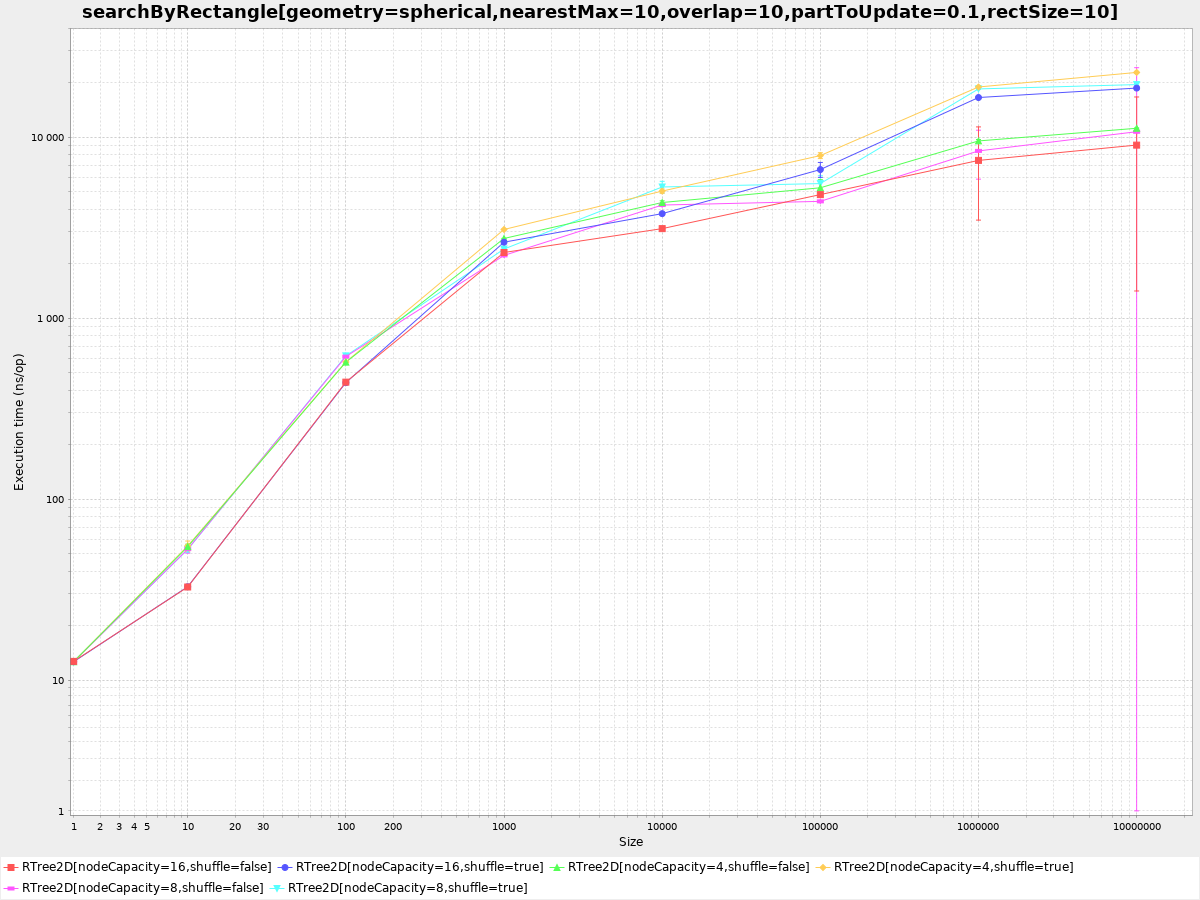 searchByRectangle[geometry=spherical,nearestMax=10,overlap=10,partToUpdate=0.1,rectSize=10]
Execution time (ns/op)
10 000
1 000
100
10
1
1 2 3 4 5 10 20 30 100 200 1000 10000 100000 1000000 10000000
Size
RTree2D[nodeCapacity=16,shuffle=false] RTree2D[nodeCapacity=16,shuffle=true] RTree2D[nodeCapacity=4,shuffle=false] RTree2D[nodeCapacity=4,shuffle=true]
RTree2D[nodeCapacity=8,shuffle=false] RTree2D[nodeCapacity=8,shuffle=true]